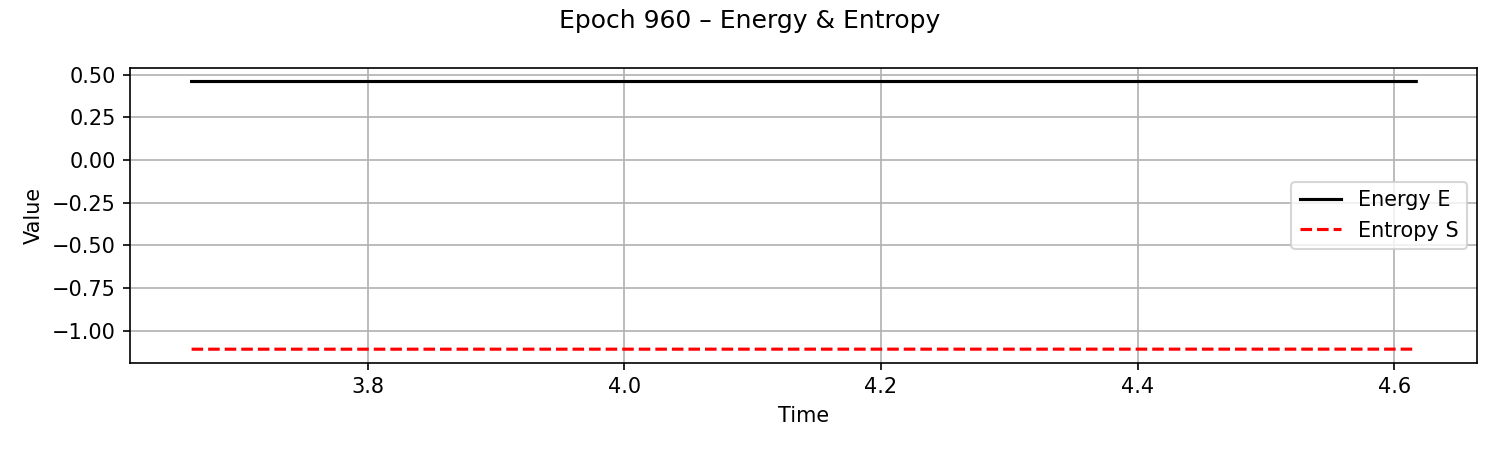 Epoch 960 – Energy & Entropy
Value
0.50
0.25
0.00
−0.25
−0.50
−0.75
−1.00
Energy E
Entropy S
3.8 4.0 4.2 4.4 4.6
Time